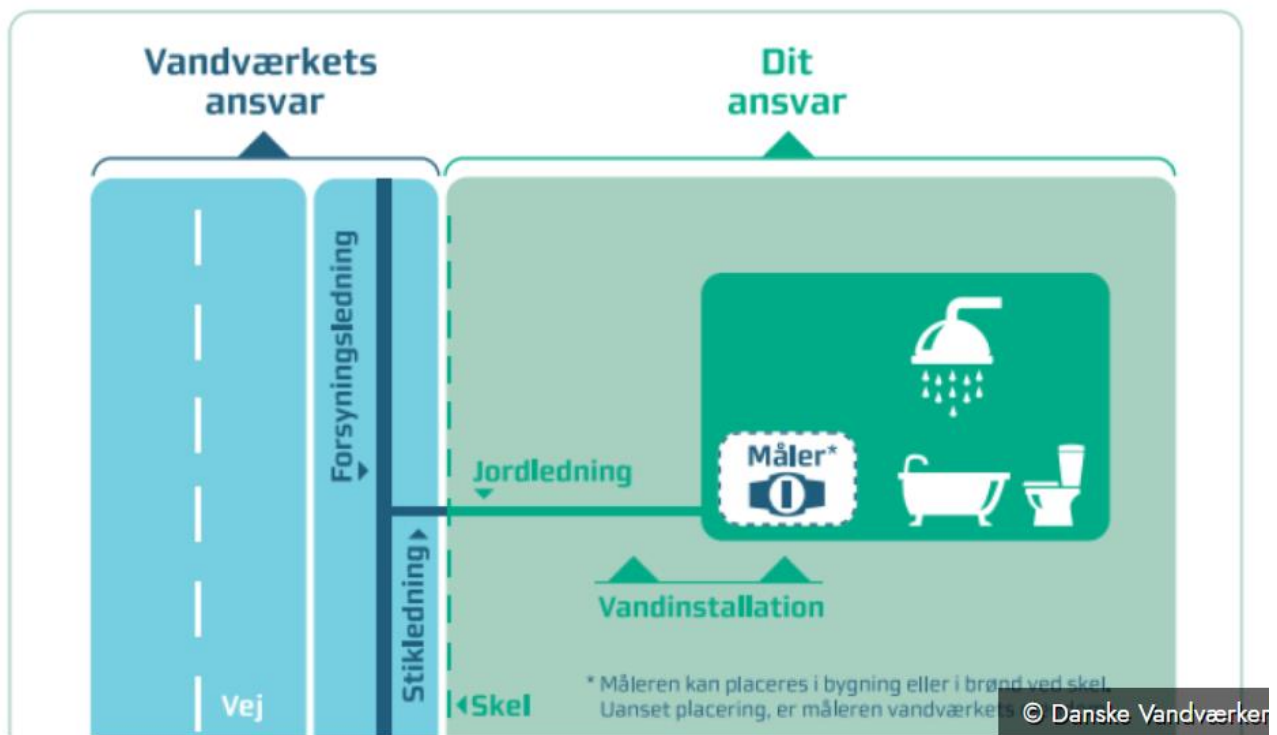 Vandværkets
ansvar
Dit
ansvar
Forsyningsledning
Måler*
Jordledning
Stikledning
Vandinstallation
Vej
Skel
* Måleren kan placeres i bygning eller i brønd ved skel.
Uanset placering, er måleren vandværkets
© Danske Vandværker